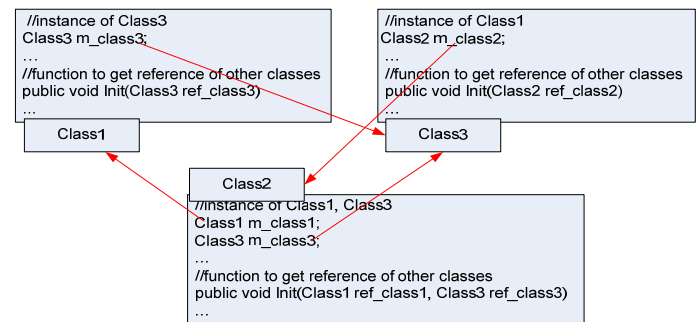 //instance of Class3
Class3 m_class3;
...
//function to get reference of other classes
public void Init(Class3 ref_class3)
...
Class1
//instance of Class1
Class2 m_class2;
...
//function to get reference of other classes
public void Init(Class2 ref_class2)
...
Class3
Class2
//instance of Class1, Class3
Class1 m_class1;
Class3 m_class3;
...
//function to get reference of other classes
public void Init(Class1 ref_class1, Class3 ref_class3)
...